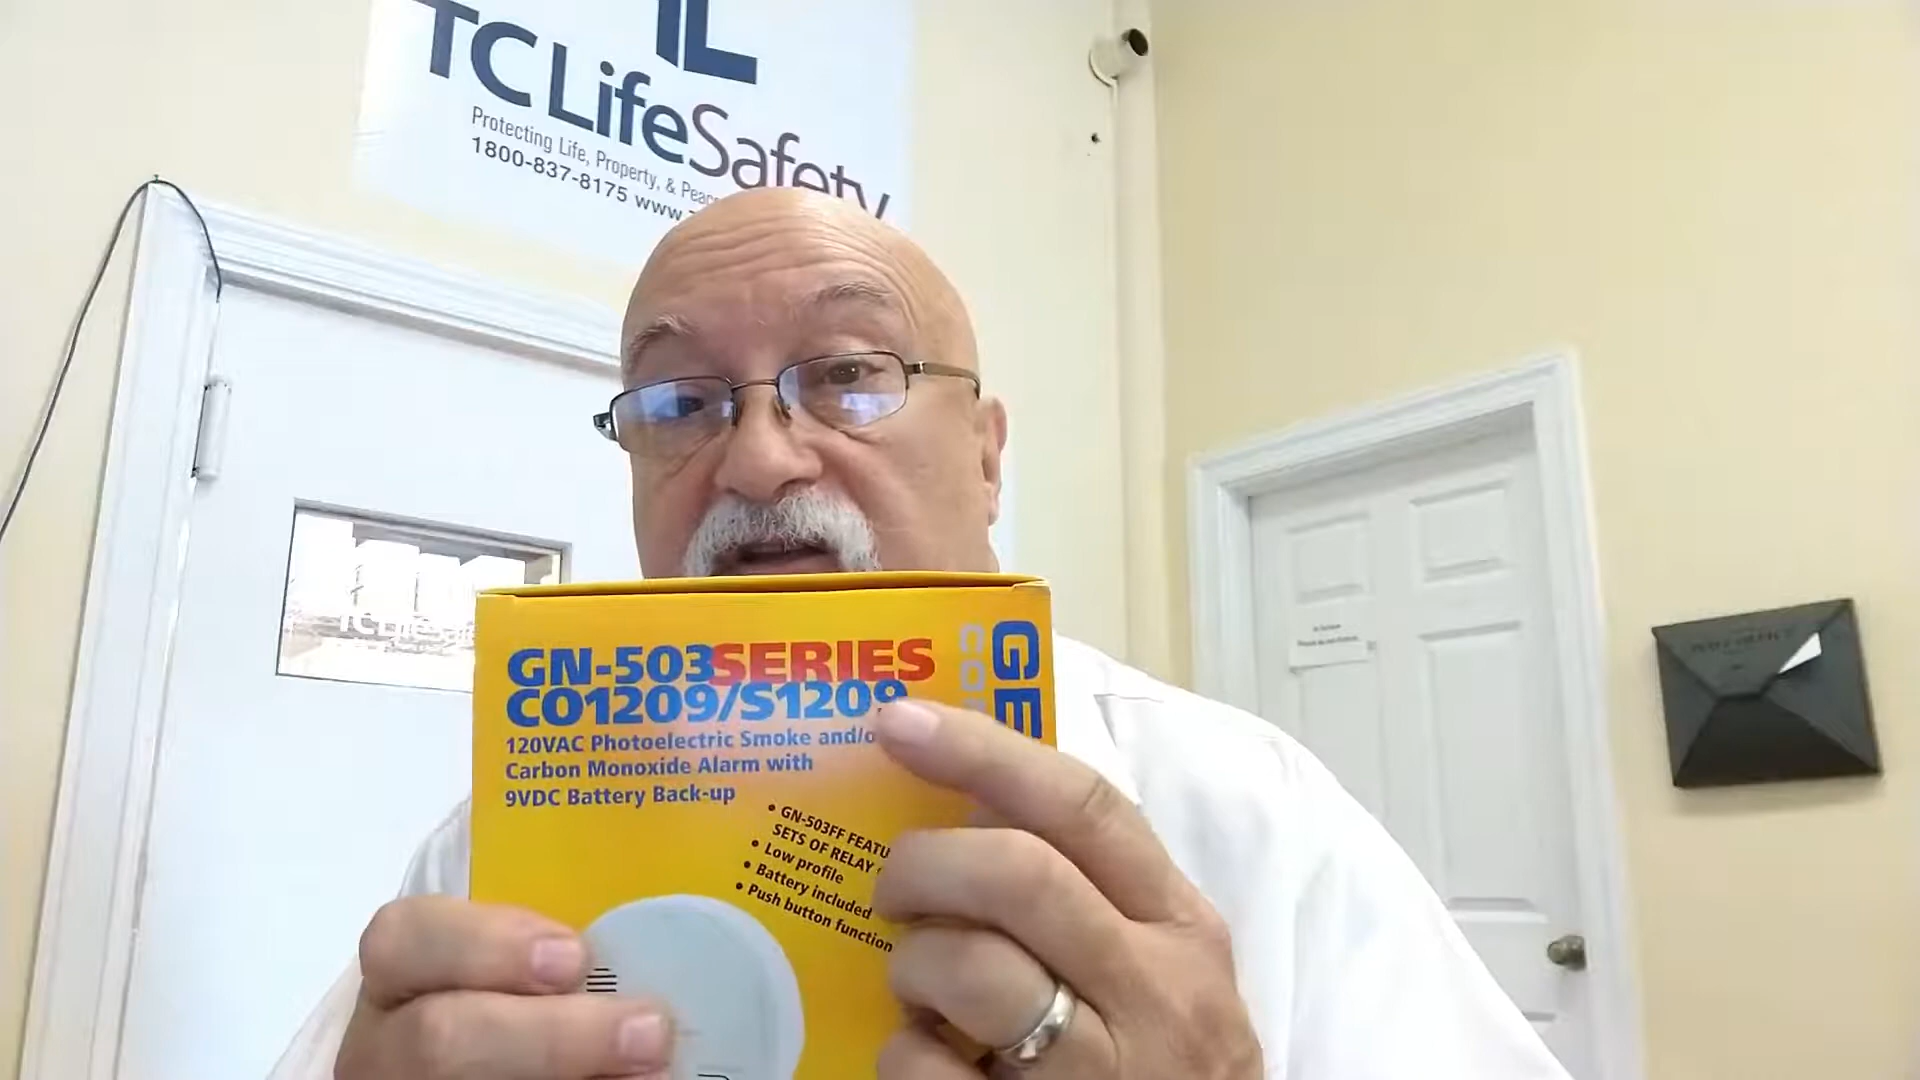 TL
TC LifeSafety
Protecting Life, Property, & Peac
1800-837-8175 www.
GN-503SERIES
CO1209/S1209
120VAC Photoelectric Smoke and/o
Carbon Monoxide Alarm with
9VDC Battery Back-up
• GN-503FF FEATU
SETS OF RELAY
• Low profile
• Battery included
• Push button function
GE
CO